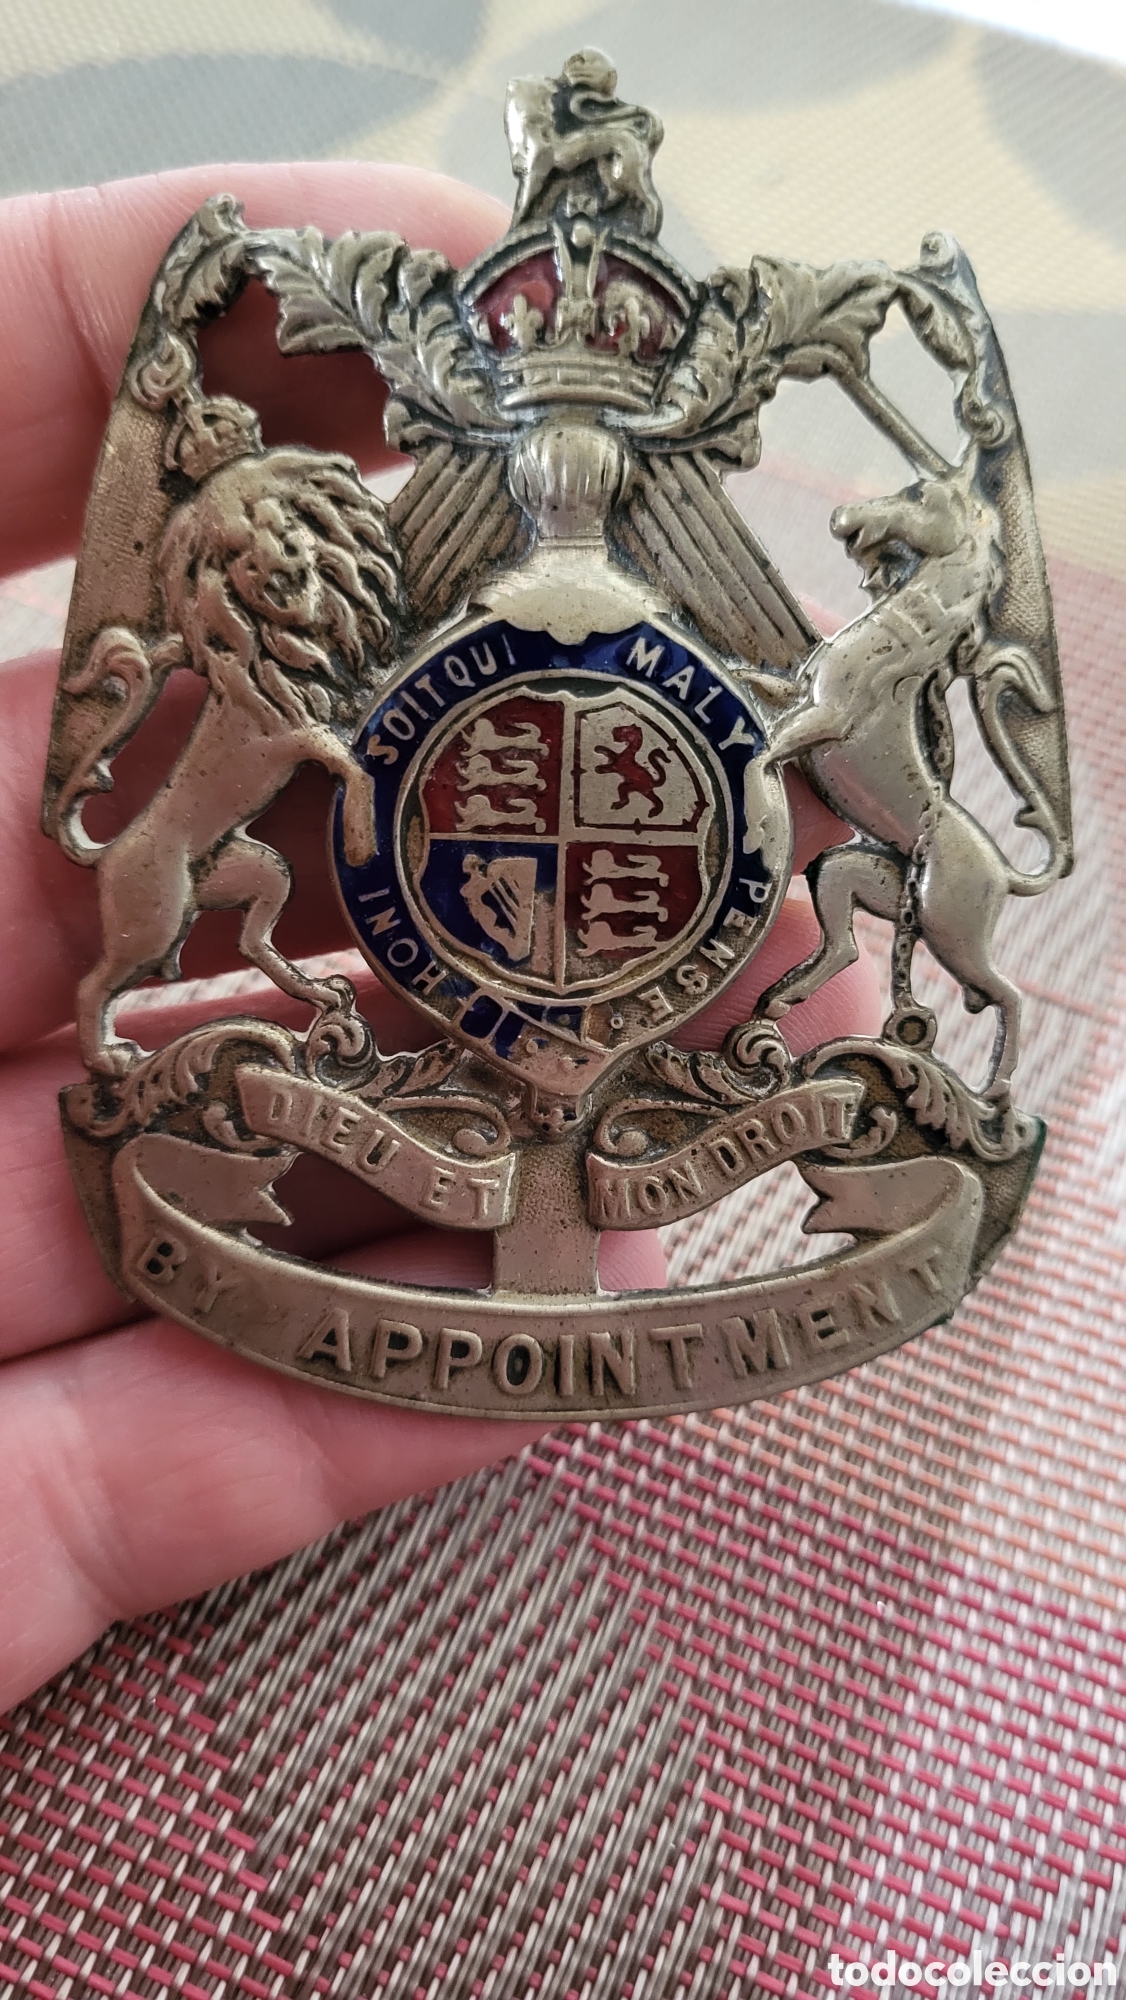 HONI SOIT QUI MAL Y PENSE
DIEU ET MON DROIT
BY APPOINTMENT
todocoleccion